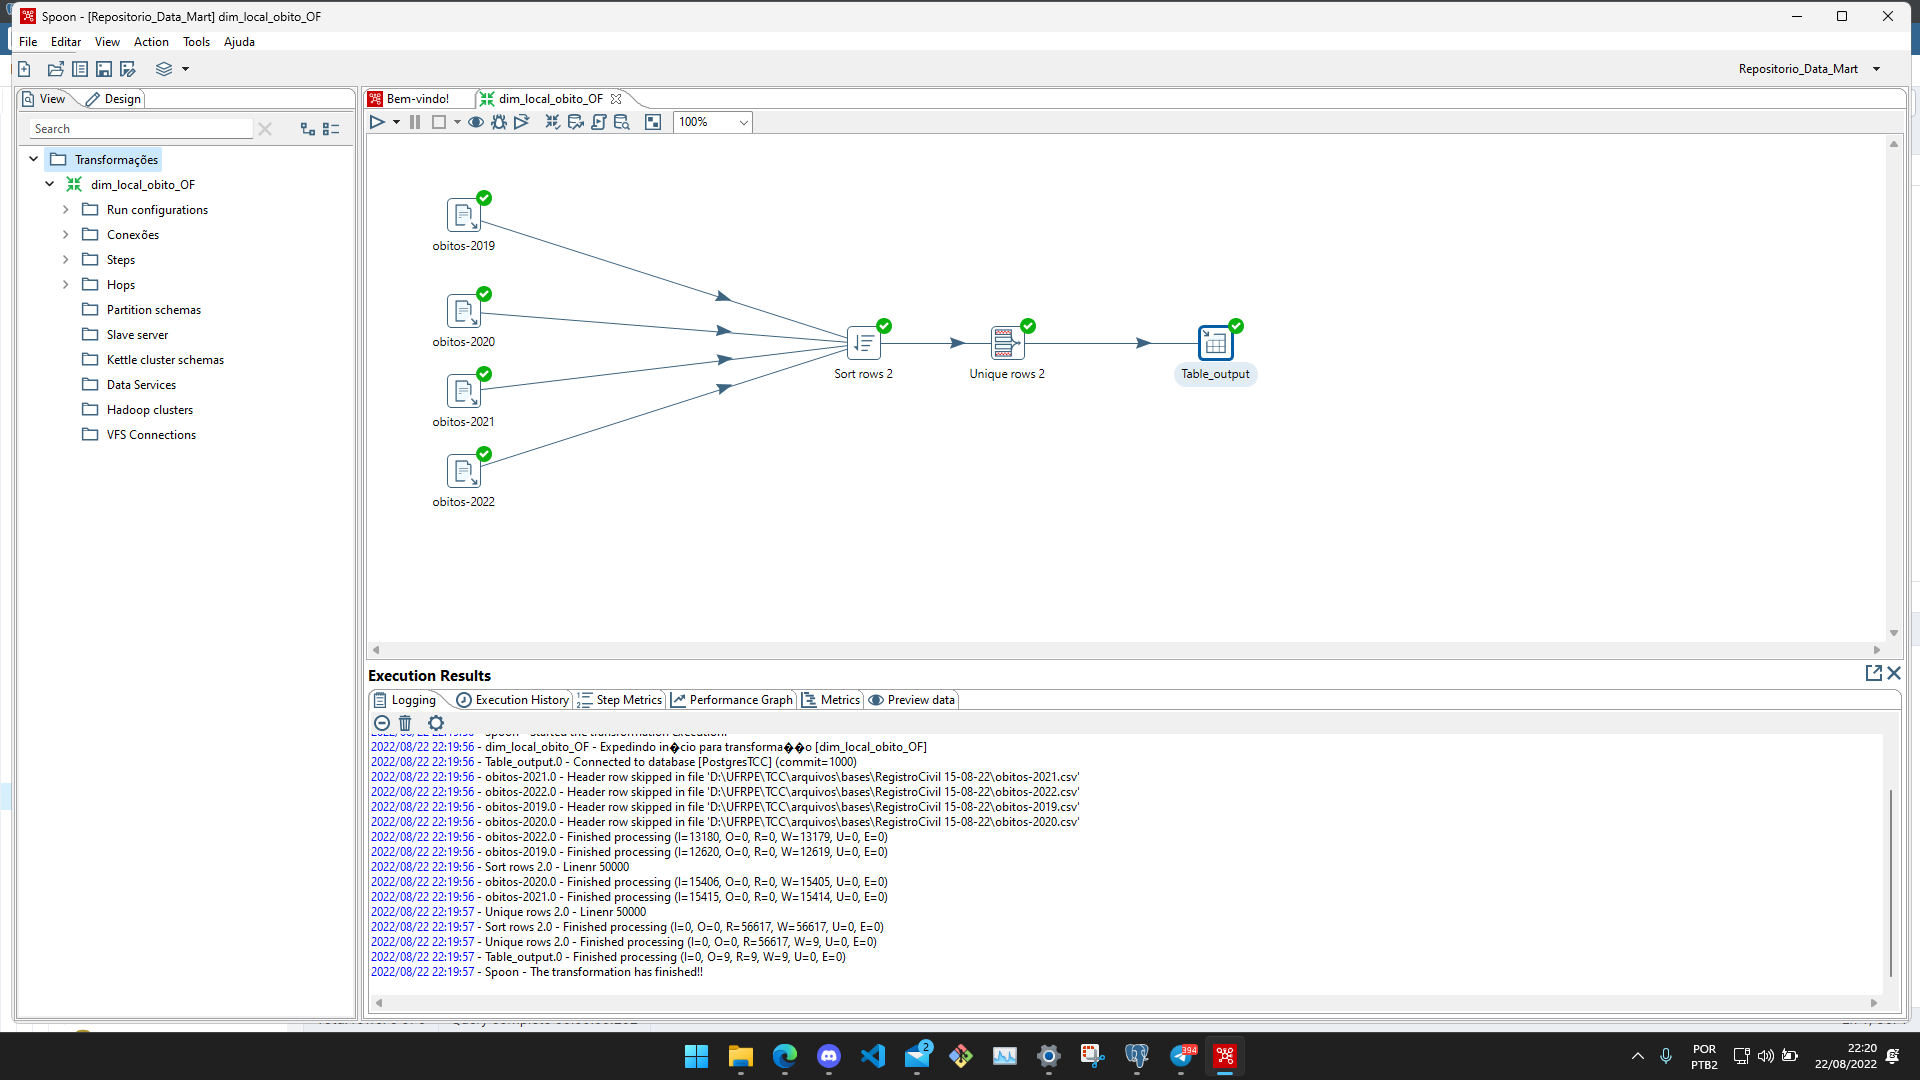 Spoon - [Repositorio_Data_Mart] dim_local_obito_OF
File Editar View Action Tools Ajuda
Repositorio_Data_Mart
View Design
Search
Transformações
dim_local_obito_OF
Run configurations
Conexões
Steps
Hops
Partition schemas
Slave server
Kettle cluster schemas
Data Services
Hadoop clusters
VFS Connections
Bem-vindo! dim_local_obito_OF
100%
obitos-2019
obitos-2020
obitos-2021
obitos-2022
Sort rows 2
Unique rows 2
Table_output
Execution Results
Logging Execution History Step Metrics Performance Graph Metrics Preview data
2022/08/22 22:19:56 - Spoon - Started the transformation execution.
2022/08/22 22:19:56 - dim_local_obito_OF - Expedindo in�cio para transforma��o [dim_local_obito_OF]
2022/08/22 22:19:56 - Table_output.0 - Connected to database [PostgresTCC] (commit=1000)
2022/08/22 22:19:56 - obitos-2021.0 - Header row skipped in file 'D:\UFRPE\TCC\arquivos\bases\RegistroCivil 15-08-22\obitos-2021.csv'
2022/08/22 22:19:56 - obitos-2022.0 - Header row skipped in file 'D:\UFRPE\TCC\arquivos\bases\RegistroCivil 15-08-22\obitos-2022.csv'
2022/08/22 22:19:56 - obitos-2019.0 - Header row skipped in file 'D:\UFRPE\TCC\arquivos\bases\RegistroCivil 15-08-22\obitos-2019.csv'
2022/08/22 22:19:56 - obitos-2020.0 - Header row skipped in file 'D:\UFRPE\TCC\arquivos\bases\RegistroCivil 15-08-22\obitos-2020.csv'
2022/08/22 22:19:56 - obitos-2022.0 - Finished processing (I=13180, O=0, R=0, W=13179, U=0, E=0)
2022/08/22 22:19:56 - obitos-2019.0 - Finished processing (I=12620, O=0, R=0, W=12619, U=0, E=0)
2022/08/22 22:19:56 - Sort rows 2.0 - Linenr 50000
2022/08/22 22:19:56 - obitos-2020.0 - Finished processing (I=15406, O=0, R=0, W=15405, U=0, E=0)
2022/08/22 22:19:56 - obitos-2021.0 - Finished processing (I=15415, O=0, R=0, W=15414, U=0, E=0)
2022/08/22 22:19:57 - Unique rows 2.0 - Linenr 50000
2022/08/22 22:19:57 - Sort rows 2.0 - Finished processing (I=0, O=0, R=56617, W=56617, U=0, E=0)
2022/08/22 22:19:57 - Unique rows 2.0 - Finished processing (I=0, O=0, R=56617, W=9, U=0, E=0)
2022/08/22 22:19:57 - Table_output.0 - Finished processing (I=0, O=9, R=9, W=9, U=0, E=0)
2022/08/22 22:19:57 - Spoon - The transformation has finished!!
2
394
POR
PTB2
22:20
22/08/2022